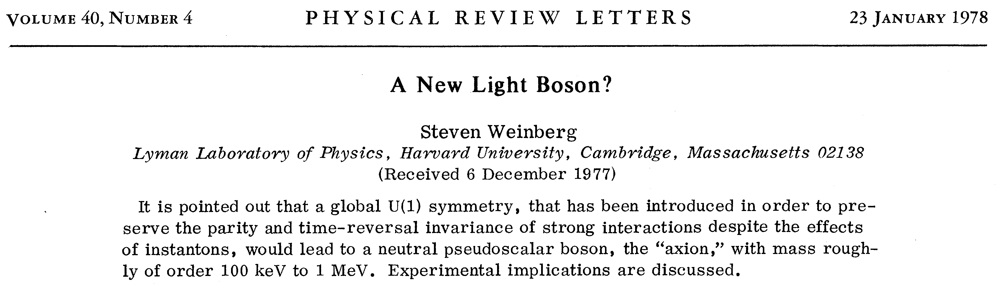 VOLUME 40, NUMBER 4 PHYSICAL REVIEW LETTERS 23 JANUARY 1978
A New Light Boson?
Steven Weinberg
Lyman Laboratory of Physics, Harvard University, Cambridge, Massachusetts 02138
(Received 6 December 1977)
It is pointed out that a global U(1) symmetry, that has been introduced in order to pre-
serve the parity and time-reversal invariance of strong interactions despite the effects
of instantons, would lead to a neutral pseudoscalar boson, the “axion,” with mass rough-
ly of order 100 keV to 1 MeV. Experimental implications are discussed.